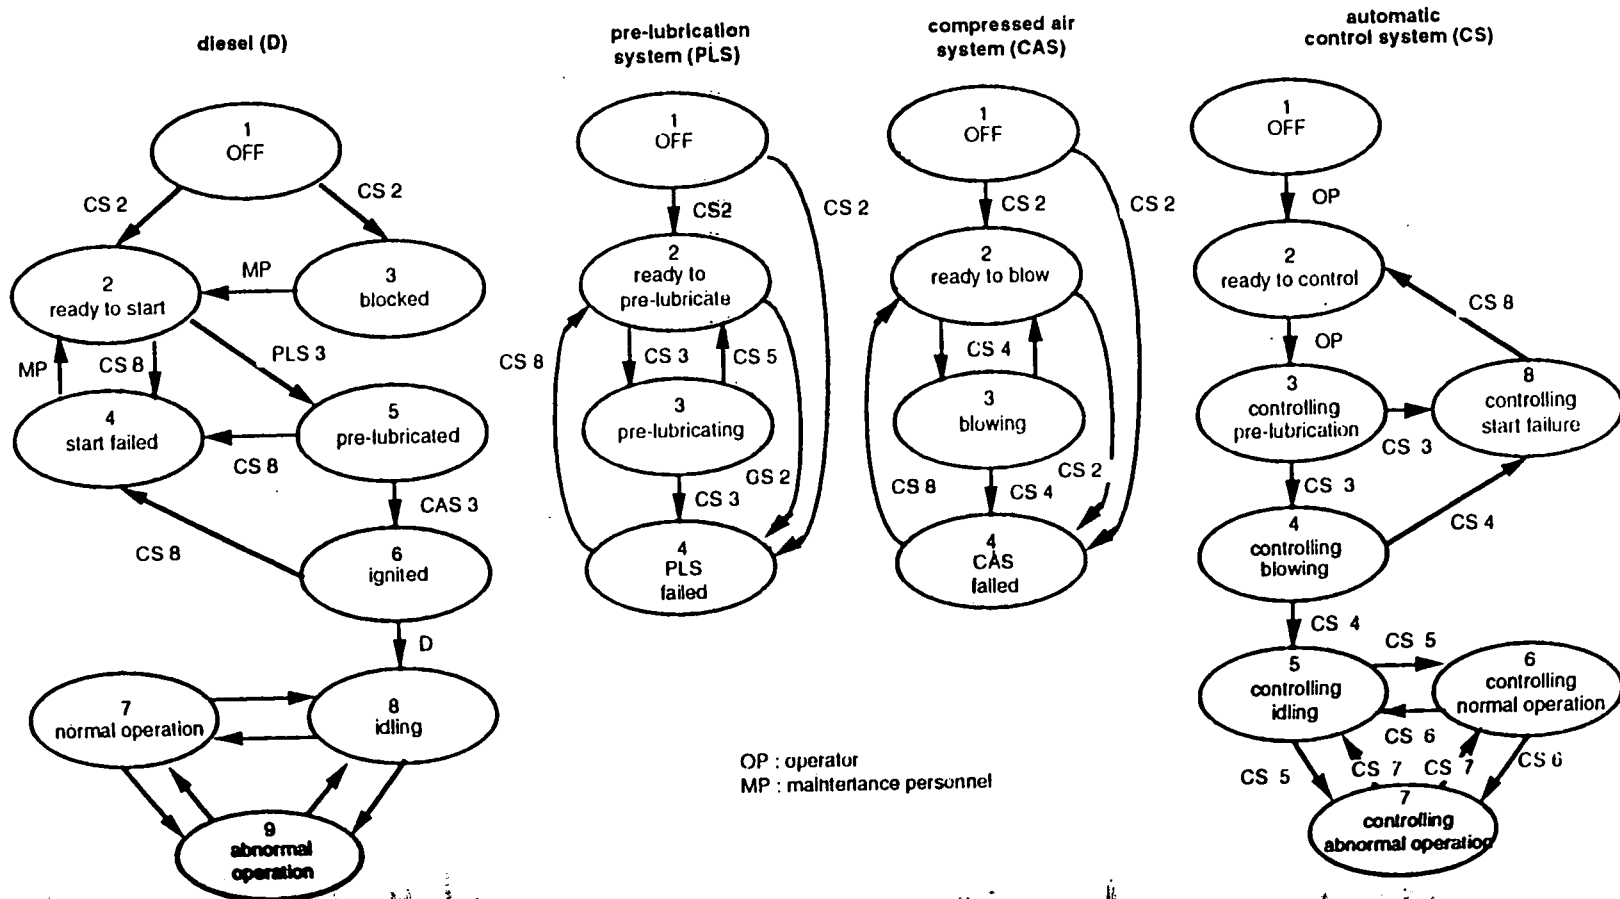 diesel (D)
1
OFF
CS 2
CS 2
2
ready to start
MP
3
blocked
MP
CS 8
PLS 3
4
start failed
5
pre-lubricated
CS 8
CAS 3
CS 8
6
ignited
D
7
normal operation
8
idling
9
abnormal
operation
pre-lubrication
system (PLS)
1
OFF
CS2
CS 2
2
ready to
pre-lubricate
CS 8
CS 3
CS 5
3
pre-lubricating
CS 3
GS 2
4
PLS
failed
compressed air
system (CAS)
1
OFF
CS 2
CS 2
2
ready to blow
CS 4
3
blowing
CS 8
CS 4
CS 2
4
CAS
failed
automatic
control system (CS)
1
OFF
OP
2
ready to control
CS 8
OP
3
controlling
pre-lubrication
8
controlling
start failure
CS 3
CS 3
4
controlling
blowing
CS 4
CS 4
5
controlling
idling
CS 5
6
controlling
normal operation
CS 6
CS 5
CS 7
CS 7
CS 6
7
controlling
abnormal operation
OP : operator
MP : maintenance personnel